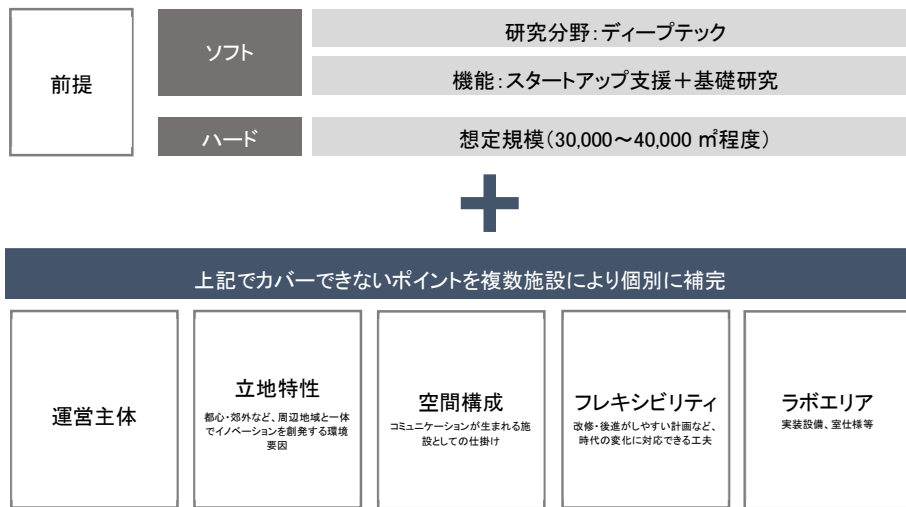 前提
ソフト
研究分野：ディープテック
機能：スタートアップ支援＋基礎研究
ハード
想定規模（30,000～40,000 ㎡程度）
上記でカバーできないポイントを複数施設により個別に補完
運営主体
立地特性
都心・郊外など、周辺地域と一体
でイノベーションを創発する環境
要因
空間構成
コミュニケーションが生まれる施
設としての仕掛け
フレキシビリティ
改修・後進がしやすい計画など、
時代の変化に対応できる工夫
ラボエリア
実装設備、室仕様等